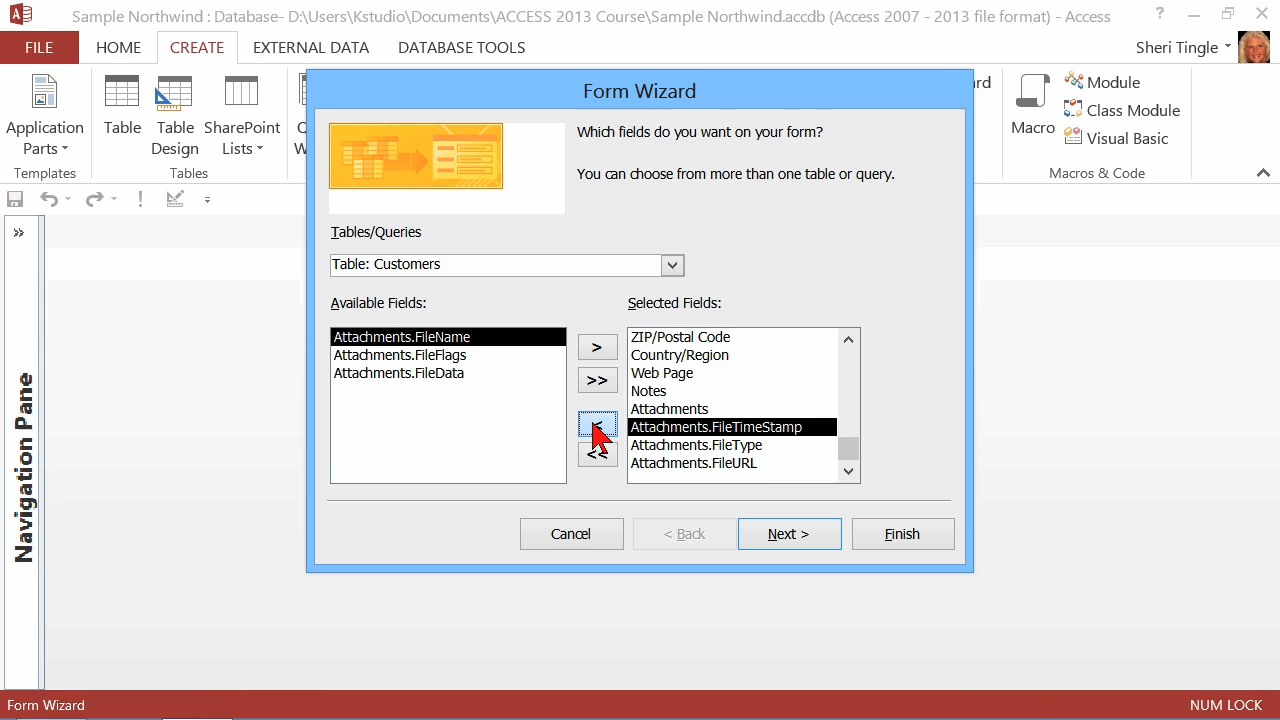 Sample Northwind : Database- D:\Users\Kstudio\Documents\ACCESS 2013 Course\Sample Northwind.accdb (Access 2007 - 2013 file format) - Access
?
FILE HOME CREATE EXTERNAL DATA DATABASE TOOLS Sheri Tingle
Application Parts
Table
Table Design
SharePoint Lists
Macro
Module
Class Module
Visual Basic
Templates
Tables
Macros & Code
Form Wizard
Which fields do you want on your form?
You can choose from more than one table or query.
Tables/Queries
Table: Customers
Available Fields:
Selected Fields:
Attachments.FileName
Attachments.FileFlags
Attachments.FileData
>
>>
<
<<
ZIP/Postal Code
Country/Region
Web Page
Notes
Attachments
Attachments.FileTimeStamp
Attachments.FileType
Attachments.FileURL
Cancel
< Back
Next >
Finish
»
Navigation Pane
Form Wizard
NUM LOCK